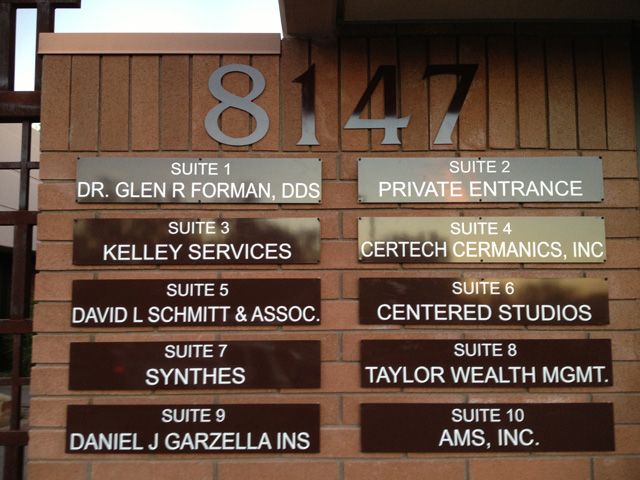 8147
SUITE 1
DR. GLEN R FORMAN, DDS
SUITE 2
PRIVATE ENTRANCE
SUITE 3
KELLEY SERVICES
SUITE 4
CERTECH CERMANICS, INC
SUITE 5
DAVID L SCHMITT & ASSOC.
SUITE 6
CENTERED STUDIOS
SUITE 7
SYNTHES
SUITE 8
TAYLOR WEALTH MGMT.
SUITE 9
DANIEL J GARZELLA INS
SUITE 10
AMS, INC.